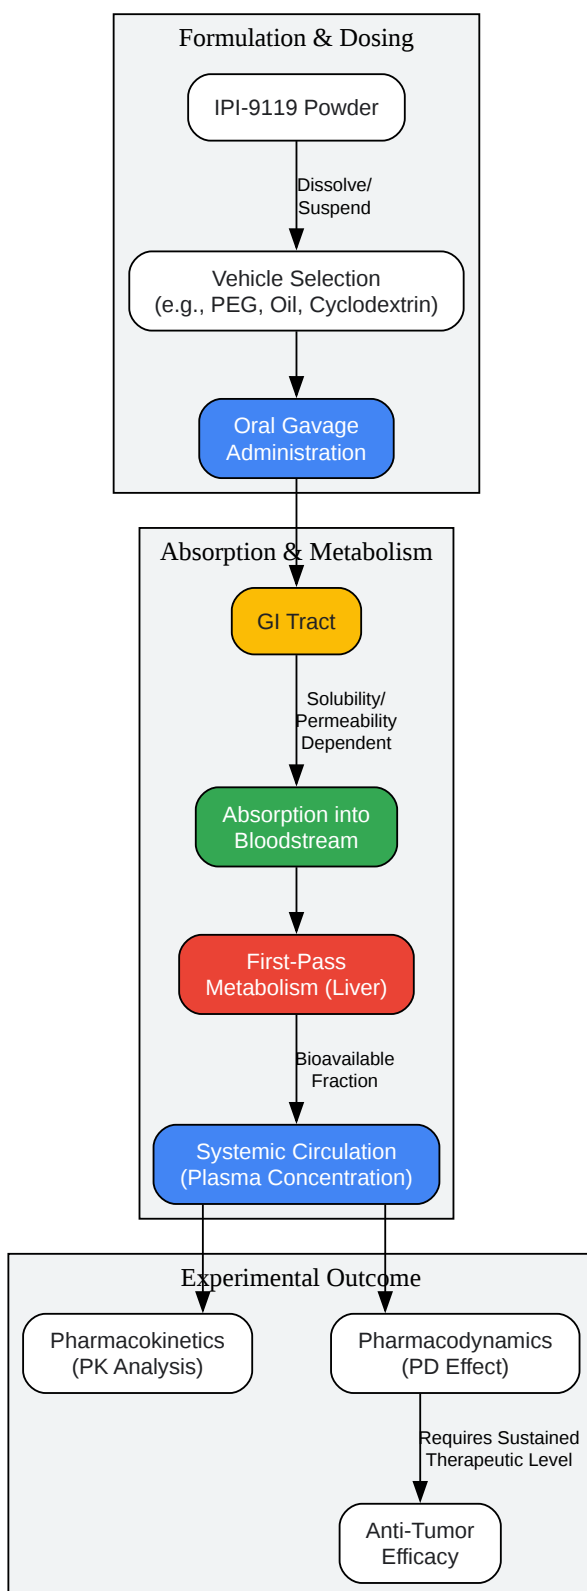 Formulation & Dosing
IPI-9119 Powder
Dissolve/
Suspend
Vehicle Selection
(e.g., PEG, Oil, Cyclodextrin)
Oral Gavage
Administration
Absorption & Metabolism
GI Tract
Solubility/
Permeability
Dependent
Absorption into
Bloodstream
First-Pass
Metabolism (Liver)
Bioavailable
Fraction
Systemic Circulation
(Plasma Concentration)
Experimental Outcome
Pharmacokinetics
(PK Analysis)
Pharmacodynamics
(PD Effect)
Requires Sustained
Therapeutic Level
Anti-Tumor
Efficacy